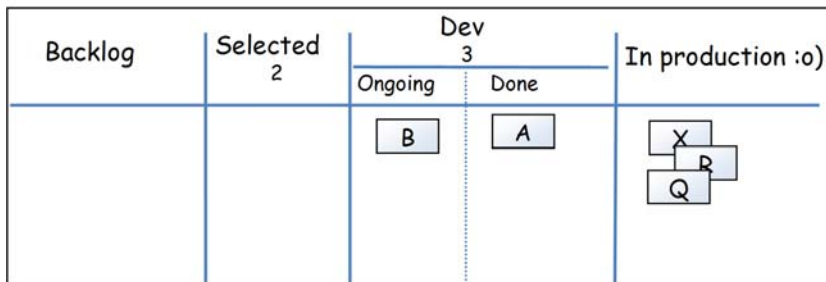 Backlog
Selected
2
Dev
3
Ongoing
Done
In production :o)
B
A
X
R
Q